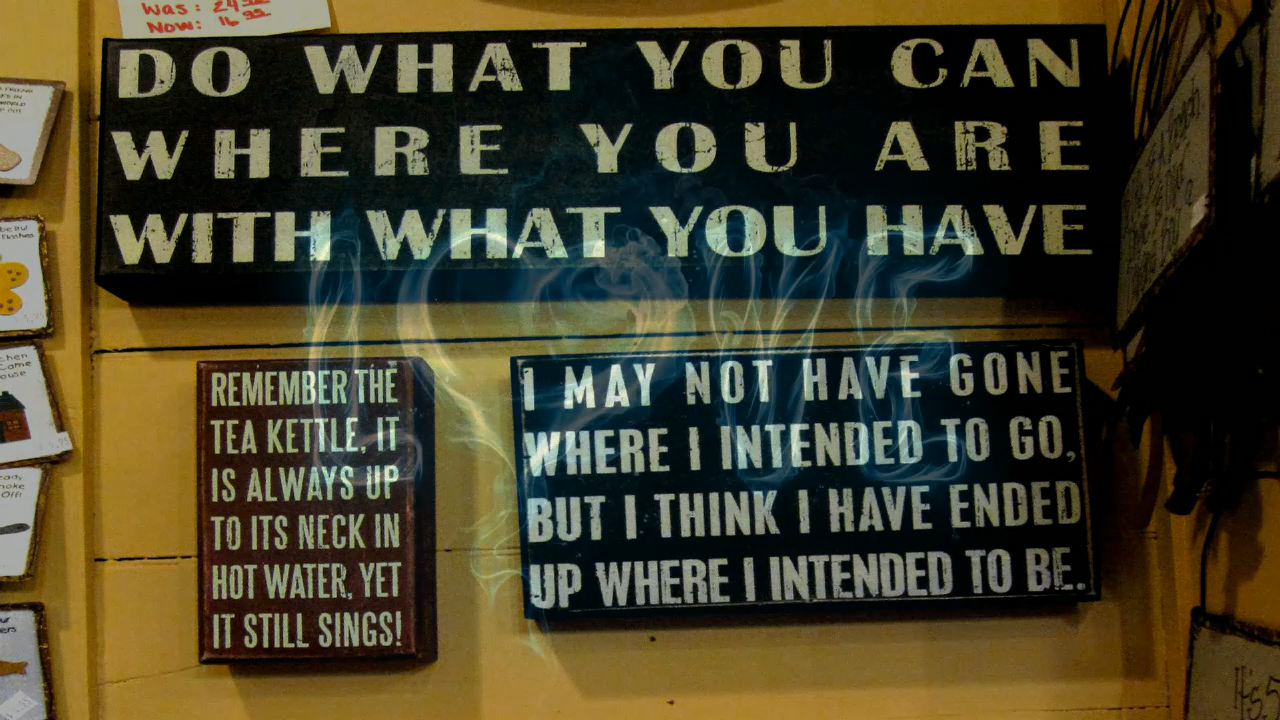 Was: 24
Now: 16
DO WHAT YOU CAN
WHERE YOU ARE
WITH WHAT YOU HAVE
REMEMBER THE
TEA KETTLE, IT
IS ALWAYS UP
TO ITS NECK IN
HOT WATER, YET
IT STILL SINGS!
I MAY NOT HAVE GONE
WHERE I INTENDED TO GO,
BUT I THINK I HAVE ENDED
UP WHERE I INTENDED TO BE.